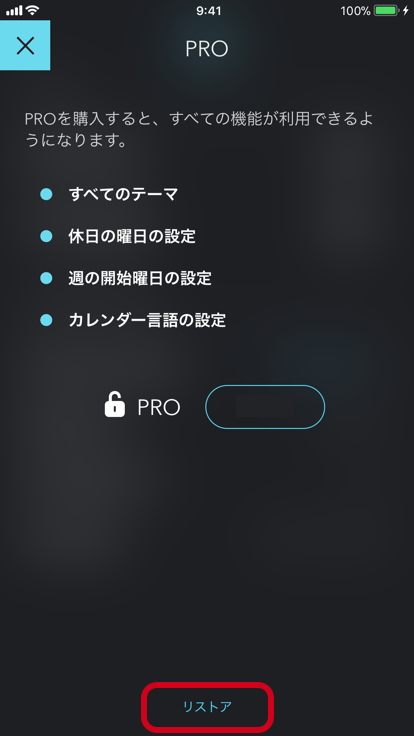 9:41
100%
PRO
PROを購入すると、すべての機能が利用できるよ
うになります。
すべてのテーマ
休日の曜日の設定
週の開始曜日の設定
カレンダー言語の設定
PRO
リストア